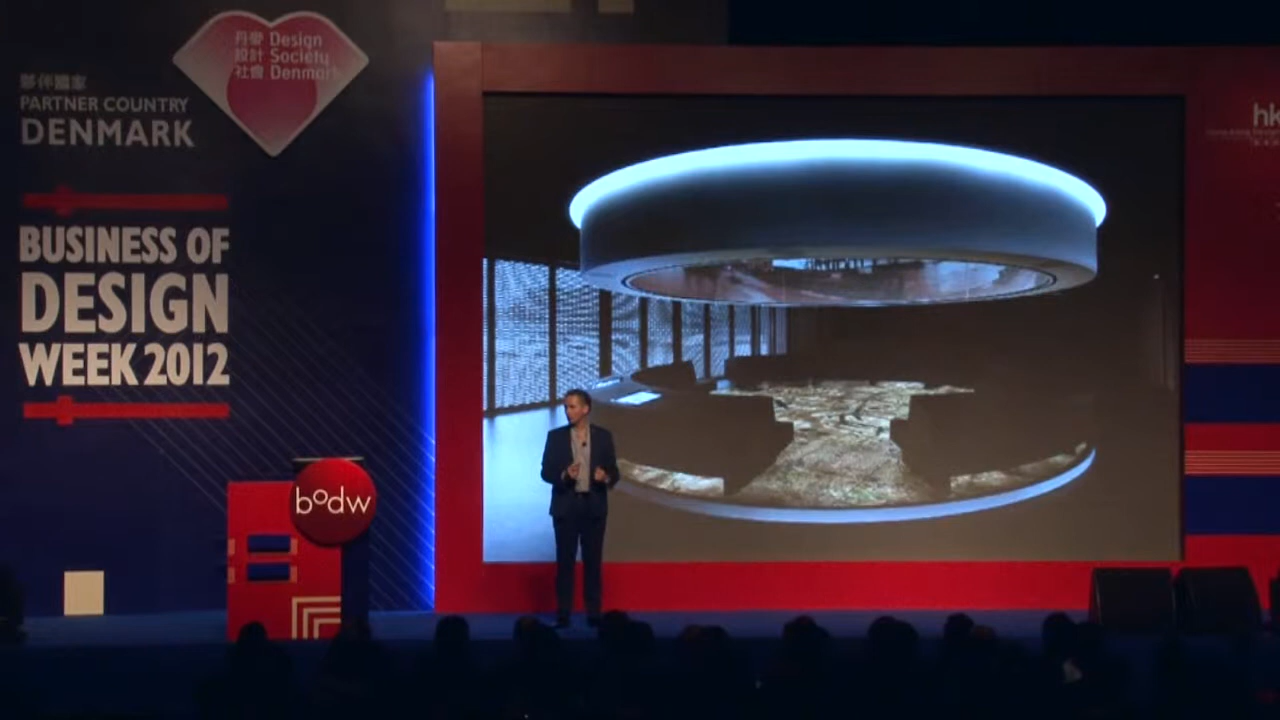 夥伴國家
PARTNER COUNTRY
DENMARK
丹麥 Design
設計 Society
社會 Denmark
BUSINESS OF
DESIGN
WEEK 2012
bodw
hk